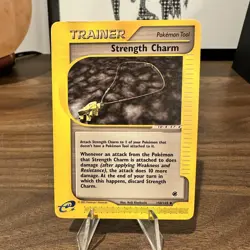 TRAINER
Pokémon Tool
Strength Charm
Attach Strength Charm to 1 of your Pokémon that
doesn't have a Pokémon Tool attached to it.
Whenever an attack from the Pokémon
that Strength Charm is attached to does
damage (after applying Weakness and
Resistance), the attack does 10 more
damage. At the end of your turn in
which this happens, discard Strength
Charm.
e